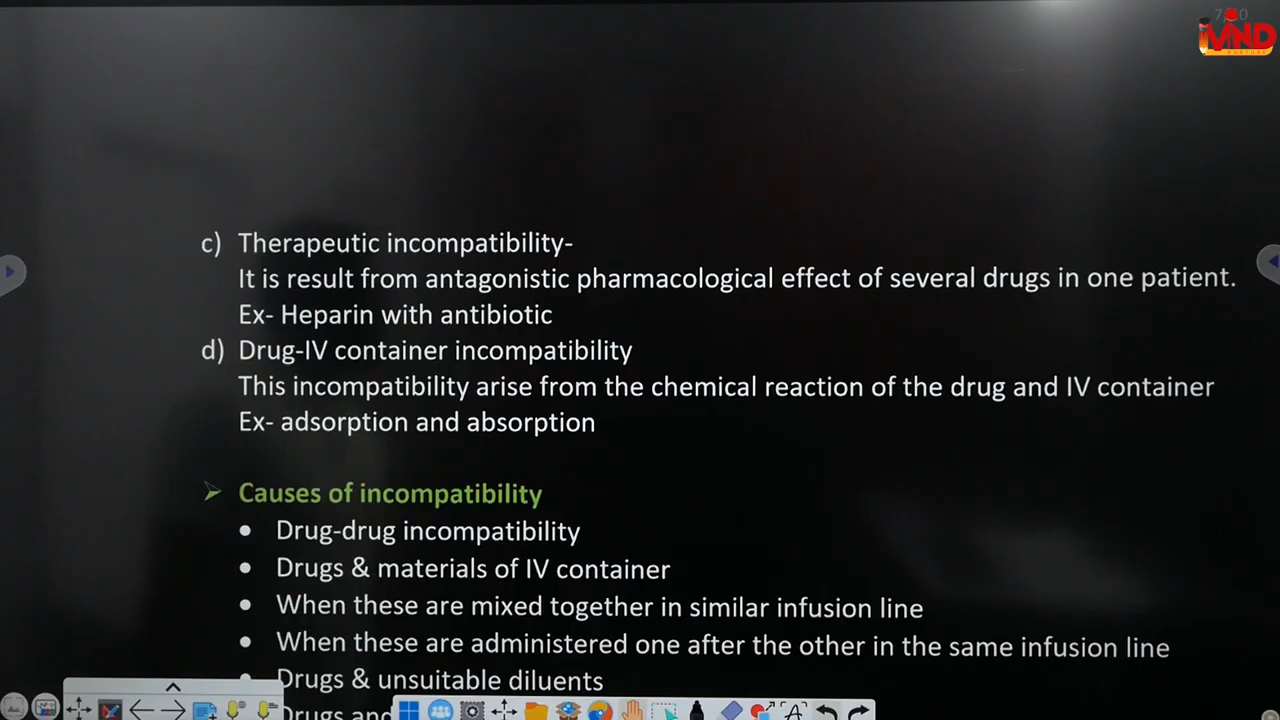 iVND
c) Therapeutic incompatibility-
It is result from antagonistic pharmacological effect of several drugs in one patient.
Ex- Heparin with antibiotic
d) Drug-IV container incompatibility
This incompatibility arise from the chemical reaction of the drug and IV container
Ex- adsorption and absorption
➢ Causes of incompatibility
• Drug-drug incompatibility
• Drugs & materials of IV container
• When these are mixed together in similar infusion line
• When these are administered one after the other in the same infusion line
• Drugs & unsuitable diluents
Drugs and